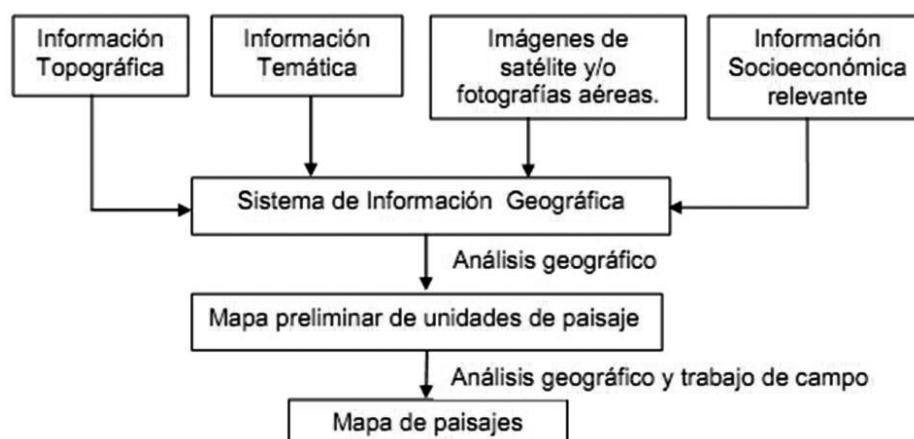 Información
Topográfica
Información
Temática
Imágenes de
satélite y/o
fotografías aéreas.
Información
Socioeconómica
relevante
Sistema de Información Geográfica
Análisis geográfico
Mapa preliminar de unidades de paisaje
Análisis geográfico y trabajo de campo
Mapa de paisajes